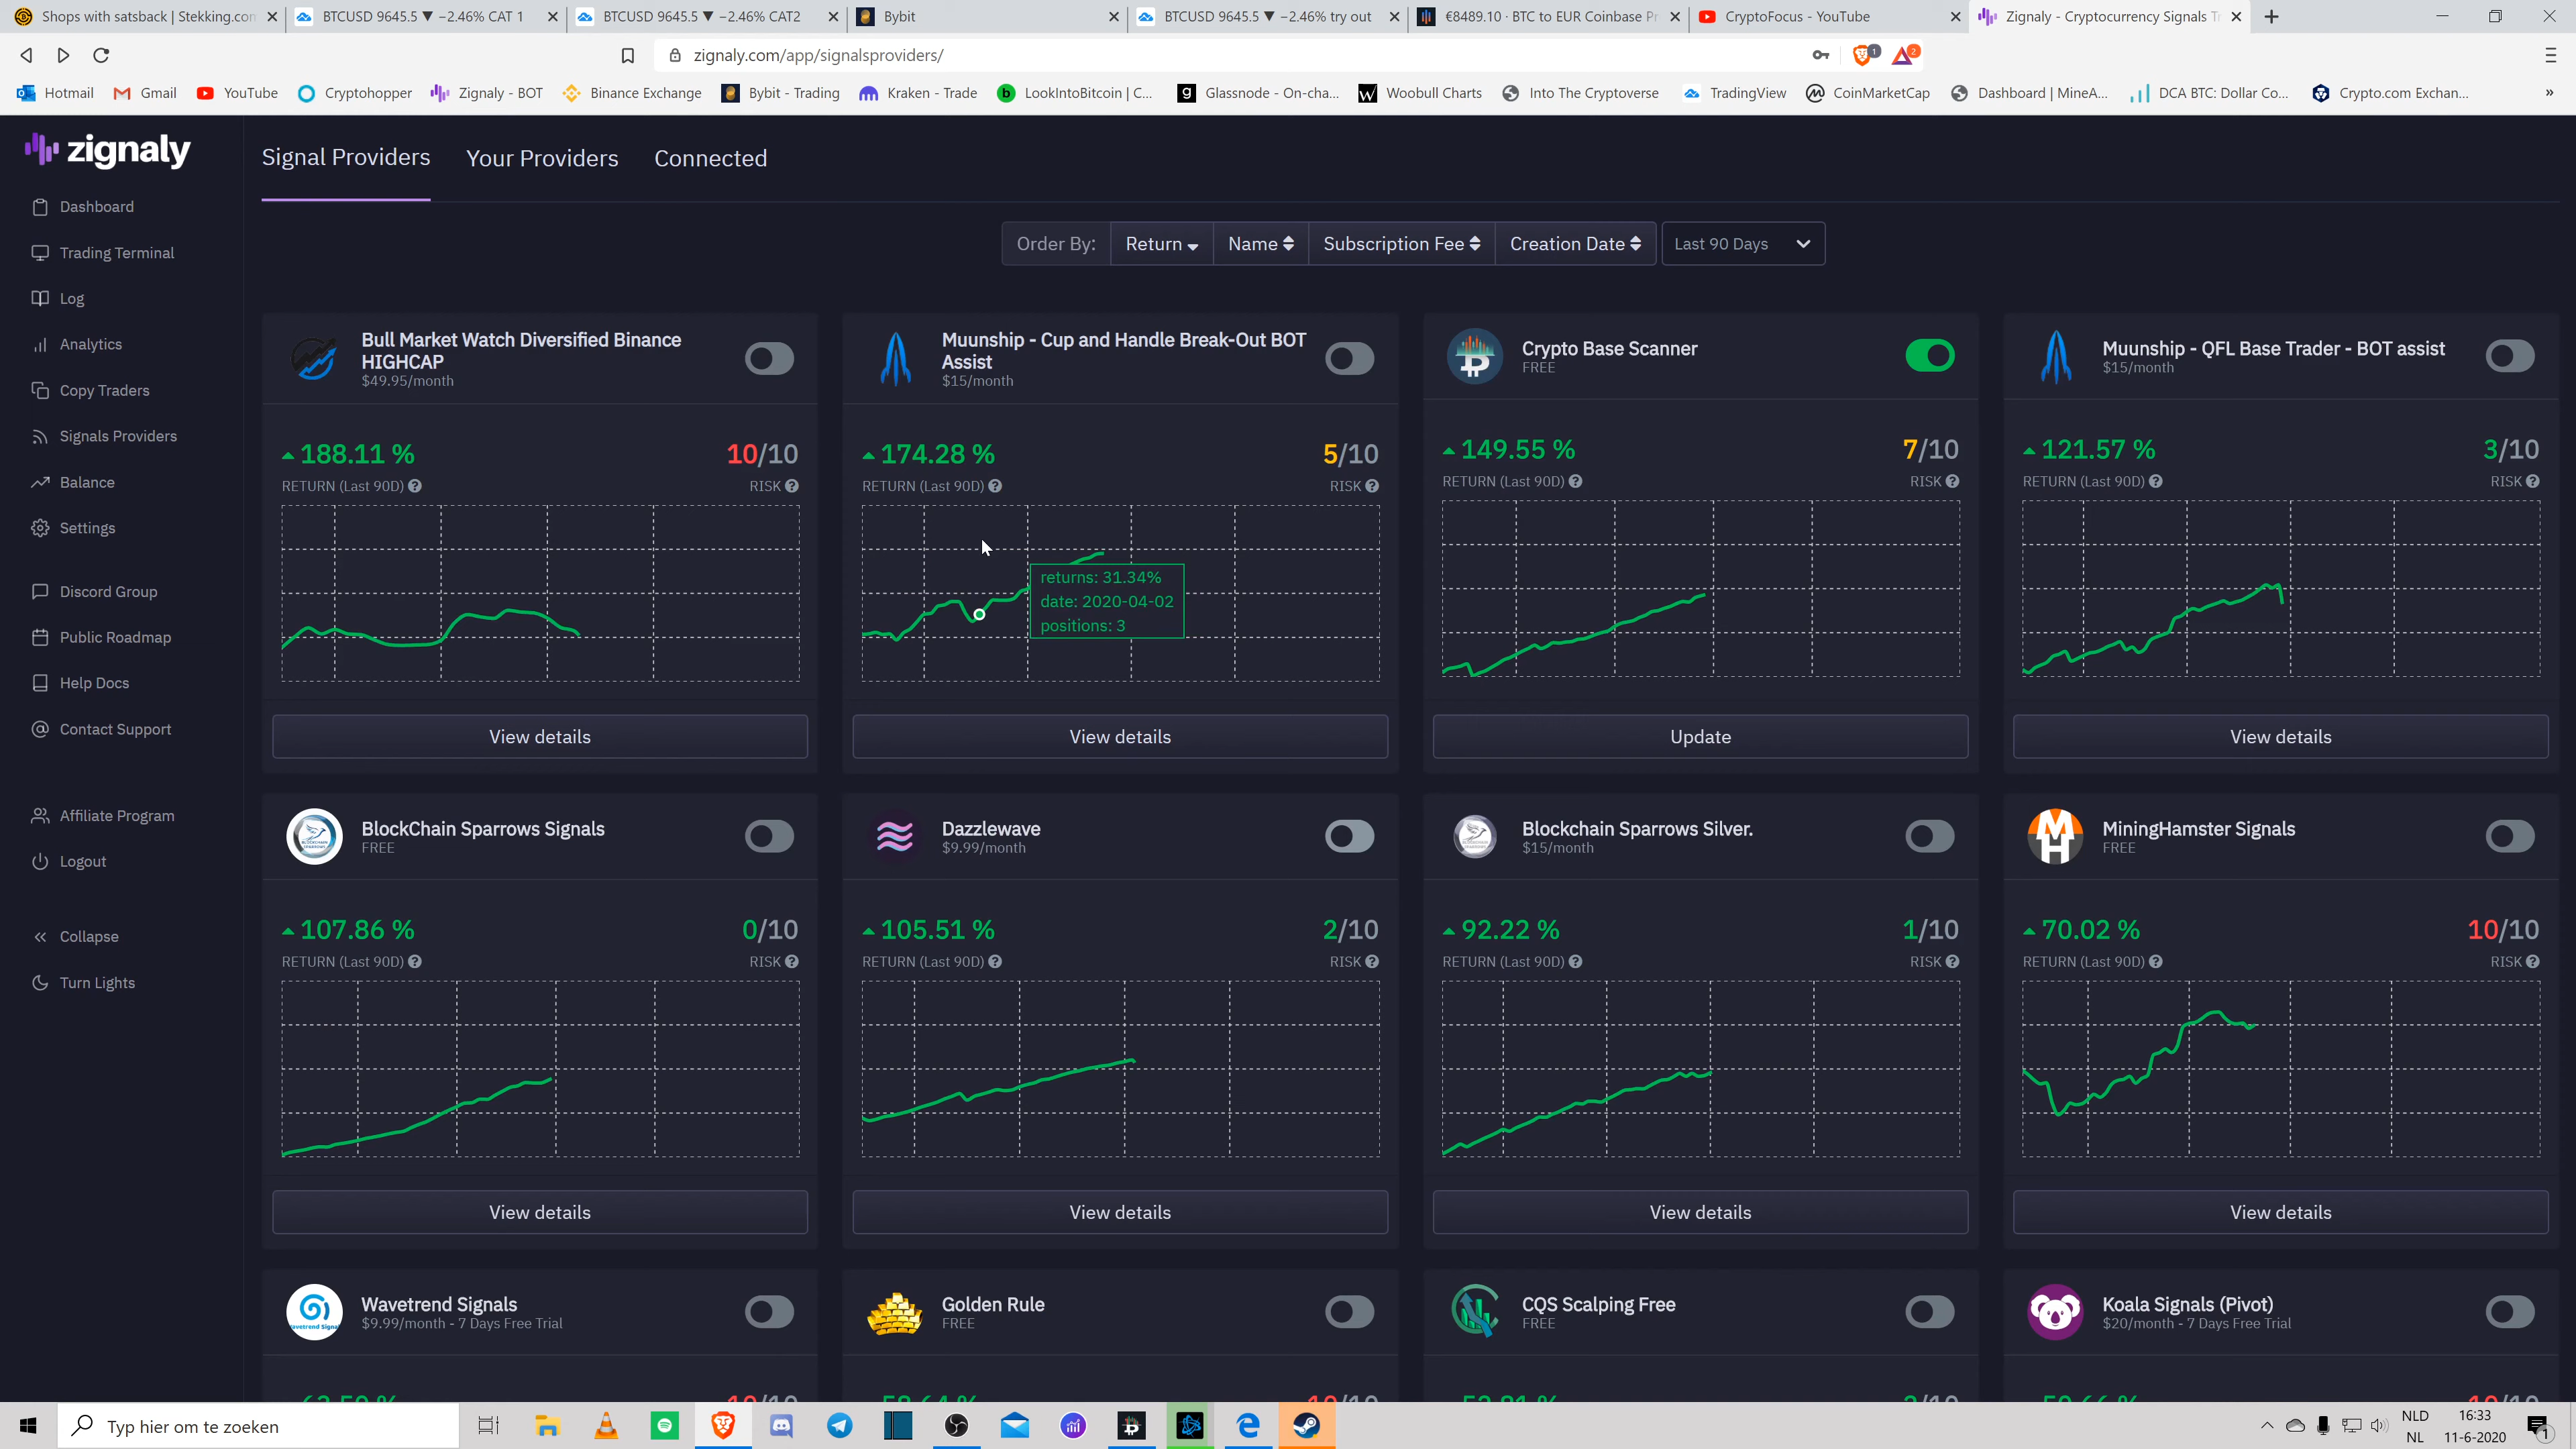 Shops with satsback | Stekking.com
BTCUSD 9645.5 ▼ −2.46% CAT 1
BTCUSD 9645.5 ▼ −2.46% CAT2
Bybit
BTCUSD 9645.5 ▼ −2.46% try out
€8489.10 · BTC to EUR Coinbase Pr
CryptoFocus - YouTube
Zignaly - Cryptocurrency Signals Tr
zignaly.com/app/signalsproviders/
1
2
Hotmail
Gmail
YouTube
Cryptohopper
Zignaly - BOT
Binance Exchange
Bybit - Trading
Kraken - Trade
LookIntoBitcoin | C...
Glassnode - On-cha...
Woobull Charts
Into The Cryptoverse
TradingView
CoinMarketCap
Dashboard | MineA...
DCA BTC: Dollar Co...
Crypto.com Exchan...
»
zignaly
Dashboard
Trading Terminal
Log
Analytics
Copy Traders
Signals Providers
Balance
Settings
Discord Group
Public Roadmap
Help Docs
Contact Support
Affiliate Program
Logout
Collapse
Turn Lights
Signal Providers
Your Providers
Connected
Order By:
Return
Name
Subscription Fee
Creation Date
Last 90 Days
Bull Market Watch Diversified Binance
HIGHCAP
$49.95/month
188.11 %
10/10
RETURN (Last 90D)
RISK
View details
Muunship - Cup and Handle Break-Out BOT
Assist
$15/month
174.28 %
5/10
RETURN (Last 90D)
RISK
returns: 31.34%
date: 2020-04-02
positions: 3
View details
Crypto Base Scanner
FREE
149.55 %
7/10
RETURN (Last 90D)
RISK
Update
Muunship - QFL Base Trader - BOT assist
$15/month
121.57 %
3/10
RETURN (Last 90D)
RISK
View details
BlockChain Sparrows Signals
FREE
107.86 %
0/10
RETURN (Last 90D)
RISK
View details
Dazzlewave
$9.99/month
105.51 %
2/10
RETURN (Last 90D)
RISK
View details
Blockchain Sparrows Silver.
$15/month
92.22 %
1/10
RETURN (Last 90D)
RISK
View details
MiningHamster Signals
FREE
70.02 %
10/10
RETURN (Last 90D)
RISK
View details
Wavetrend Signals
$9.99/month - 7 Days Free Trial
Golden Rule
FREE
CQS Scalping Free
FREE
Koala Signals (Pivot)
$20/month - 7 Days Free Trial
Typ hier om te zoeken
NLD
NL
16:33
11-6-2020
1